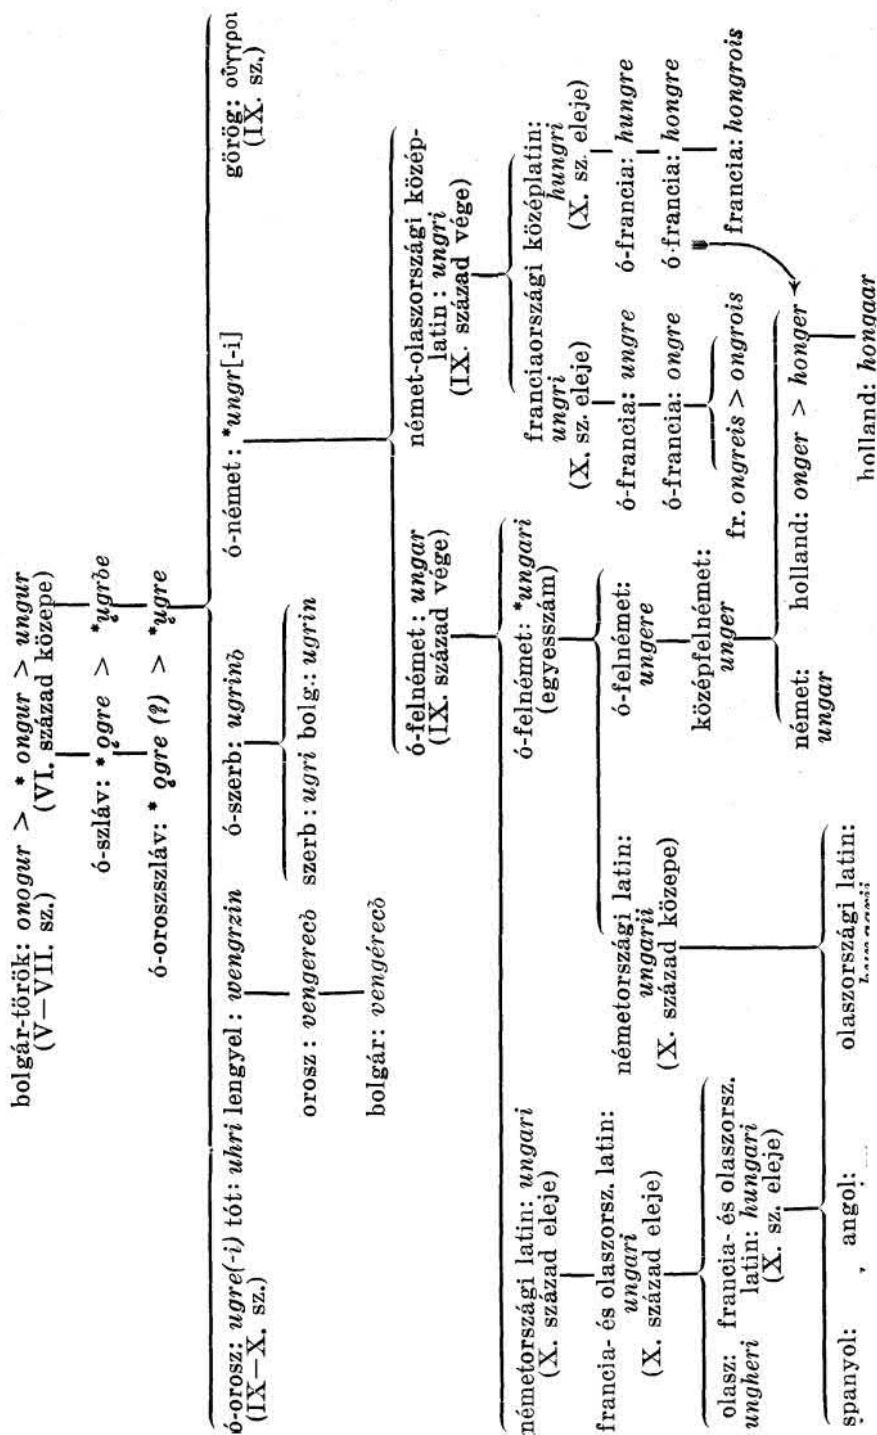 bolgár-török: onogur > * ongur > ungur
(V—VII. sz.) (VI. század közepe)
ó-szláv: * ǫgre > *ugrъe
ó-oroszszláv: * ǫgre (?) > *ugre
ó-orosz: ugre(-i) tót: uhri lengyel: wengrzin ó-szerb: ugrinъ ó-német: *ungr[-i] görög: οὖγγροι
(IX—X. sz.) (IX. sz.)
orosz: vengerecъ szerb: ugri bolg.: ugrin
bolgár: vengérecъ
ó-felnémet: ungar
(IX. század vége)
német-olaszországi közép-
latin: ungri
(IX. század vége)
németországi latin: ungari
(X. század eleje)
ó-felnémet: *ungari
(egyesszám)
franciaországi középlatin:
ungri hungri
(X. sz. eleje) (X. sz. eleje)
francia- és olaszorsz. latin:
ungari
(X. század eleje)
németországi latin:
ungarii
(X. század közepe)
ó-felnémet:
ungere
ó-francia: ungre ó-francia: hungre
középfelnémet:
unger
ó-francia: ongre ó-francia: hongre
fr. ongreis > ongrois francia: hongrois
olasz:
ungheri
francia- és olaszorsz.
latin: hungari
(X. sz. eleje)
német:
ungar
holland: onger > honger
spanyol: angol: olaszországi latin:
holland: hongaar